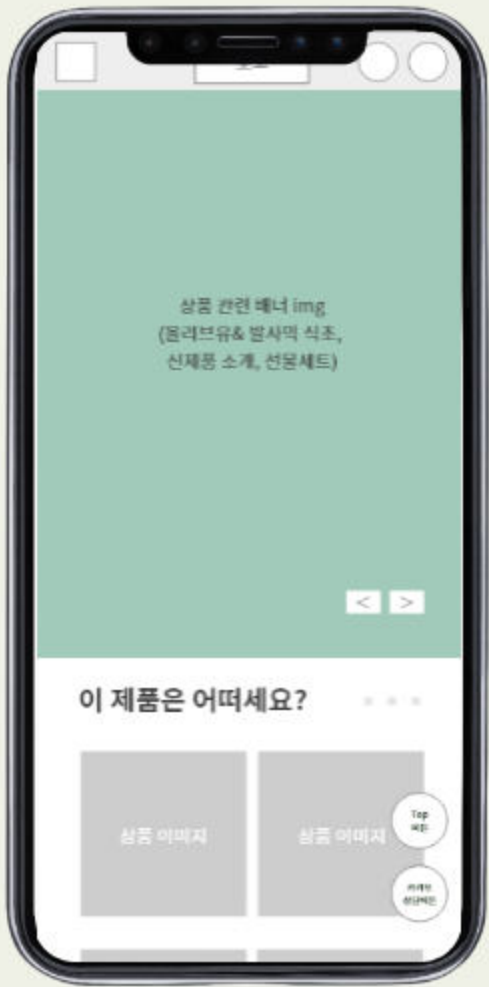 상품 관련 배너 img
(올리브유& 발사믹 식초,
신제품 소개, 선물세트)
< >
이 제품은 어떠세요?
상품 이미지 상품 이미지
Top
버튼